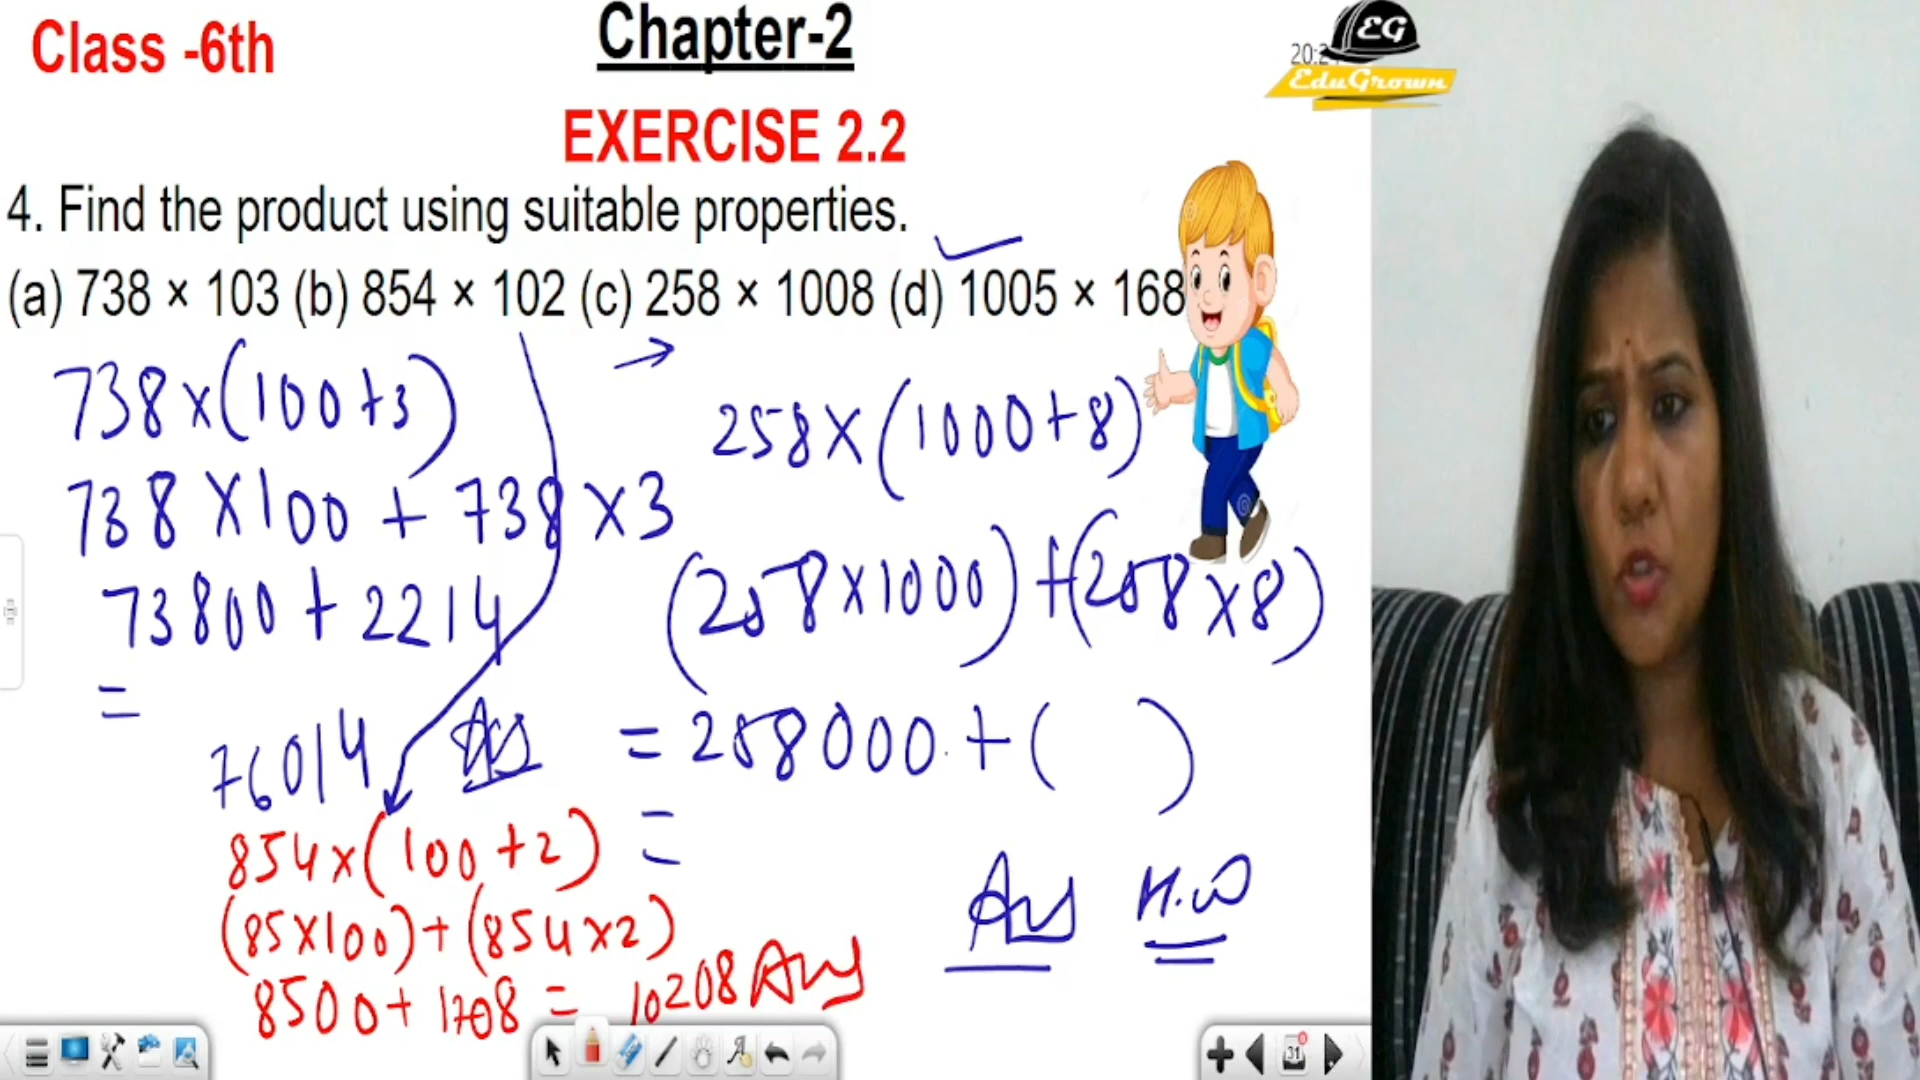 Class -6th
Chapter-2
EG
EduGrown
EXERCISE 2.2
4. Find the product using suitable properties.
(a) 738 × 103 (b) 854 × 102 (c) 258 × 1008 (d) 1005 × 168
738×(100+3)
738×100 + 738×3
73800+2214
=
76014 Ans
854×(100+2)
(85×100)+(854×2)
8500+1708 = 10208 Ans
258×(1000+8)
(258×1000)+(258×8)
= 258000+( )
=
Ans H.W
31